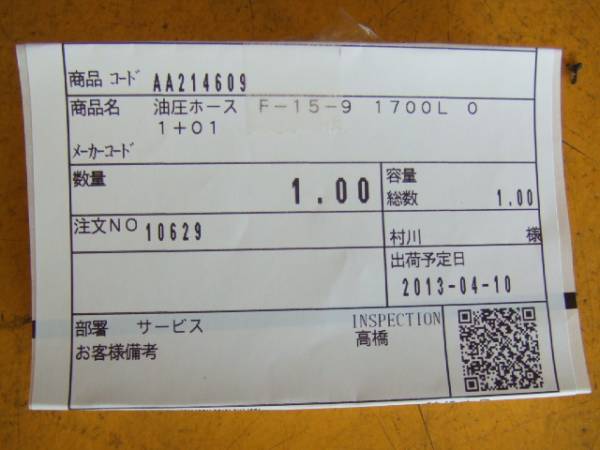 商品 コード AA214609
商品名 油圧ホース F-15-9 1700L 0
1+01
メーカーコード
数量 1.00
容量
総数 1.00
注文NO 10629
村川 様
出荷予定日
2013-04-10
部署 サービス
INSPECTION
お客様備考
高橋